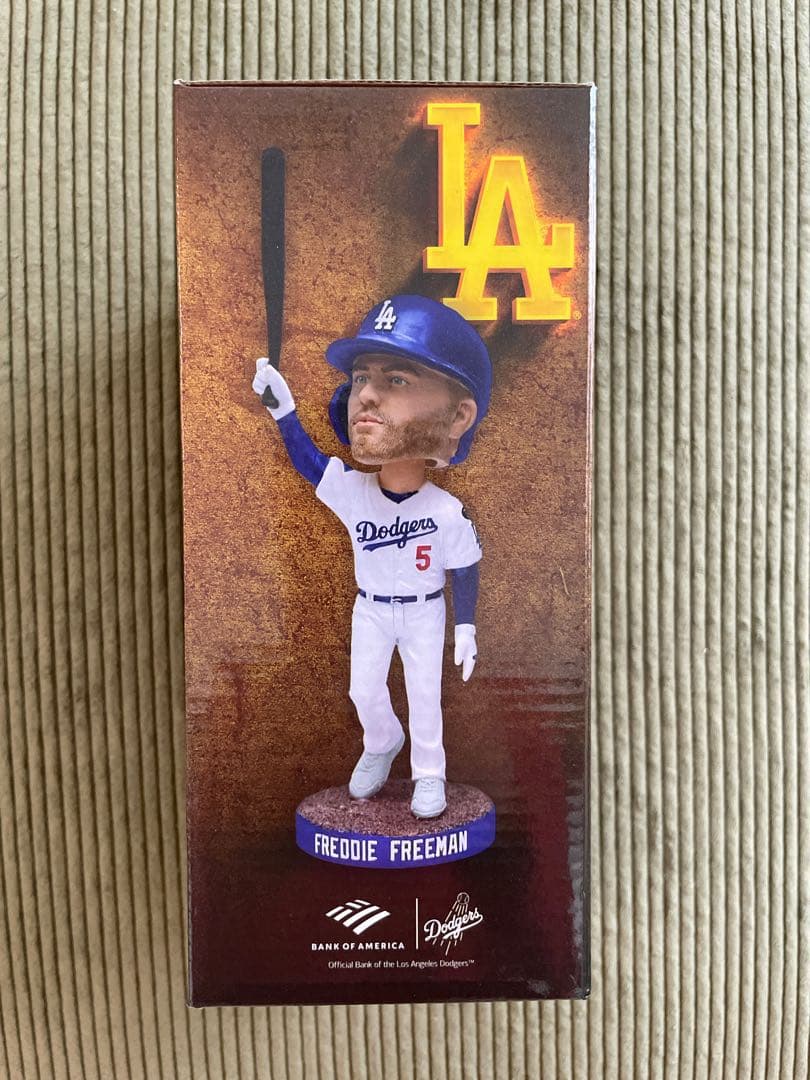 LA
LA
Dodgers
5
FREDDIE FREEMAN
BANK OF AMERICA
Dodgers
Official Bank of the Los Angeles Dodgers™